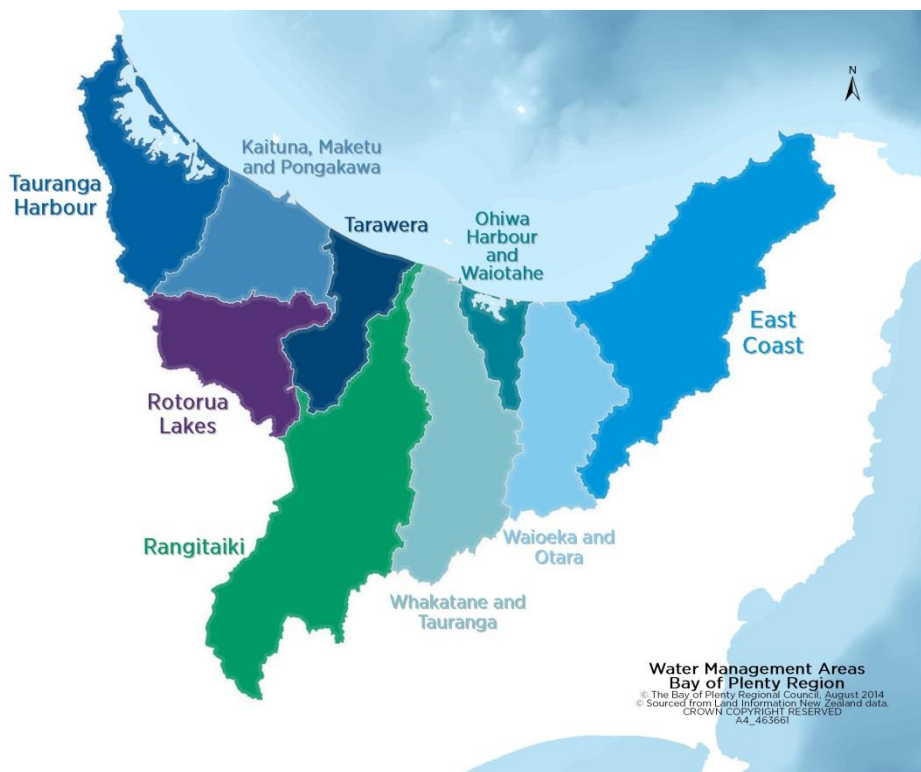 N
Kaituna, Maketu
and Pongakawa
Tauranga
Harbour
Tarawera
Ohiwa
Harbour
and
Waiotahe
East
Coast
Rotorua
Lakes
Rangitaiki
Waioeka and
Otara
Whakatane and
Tauranga
Water Management Areas
Bay of Plenty Region
© The Bay of Plenty Regional Council, August 2014
© Sourced from Land Information New Zealand data.
CROWN COPYRIGHT RESERVED
A4_463661